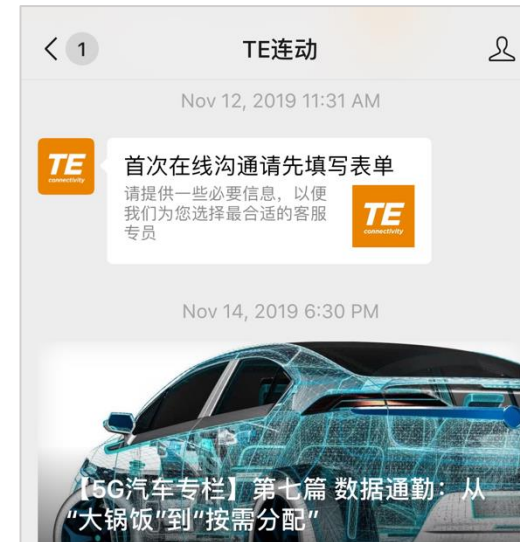 1
TE连动
Nov 12, 2019 11:31 AM
TE
connectivity
首次在线沟通请先填写表单
请提供一些必要信息，以便
我们为您选择最合适的客服
专员
TE
connectivity
Nov 14, 2019 6:30 PM
【5G汽车专栏】第七篇 数据通勤：从
“大锅饭”到“按需分配”